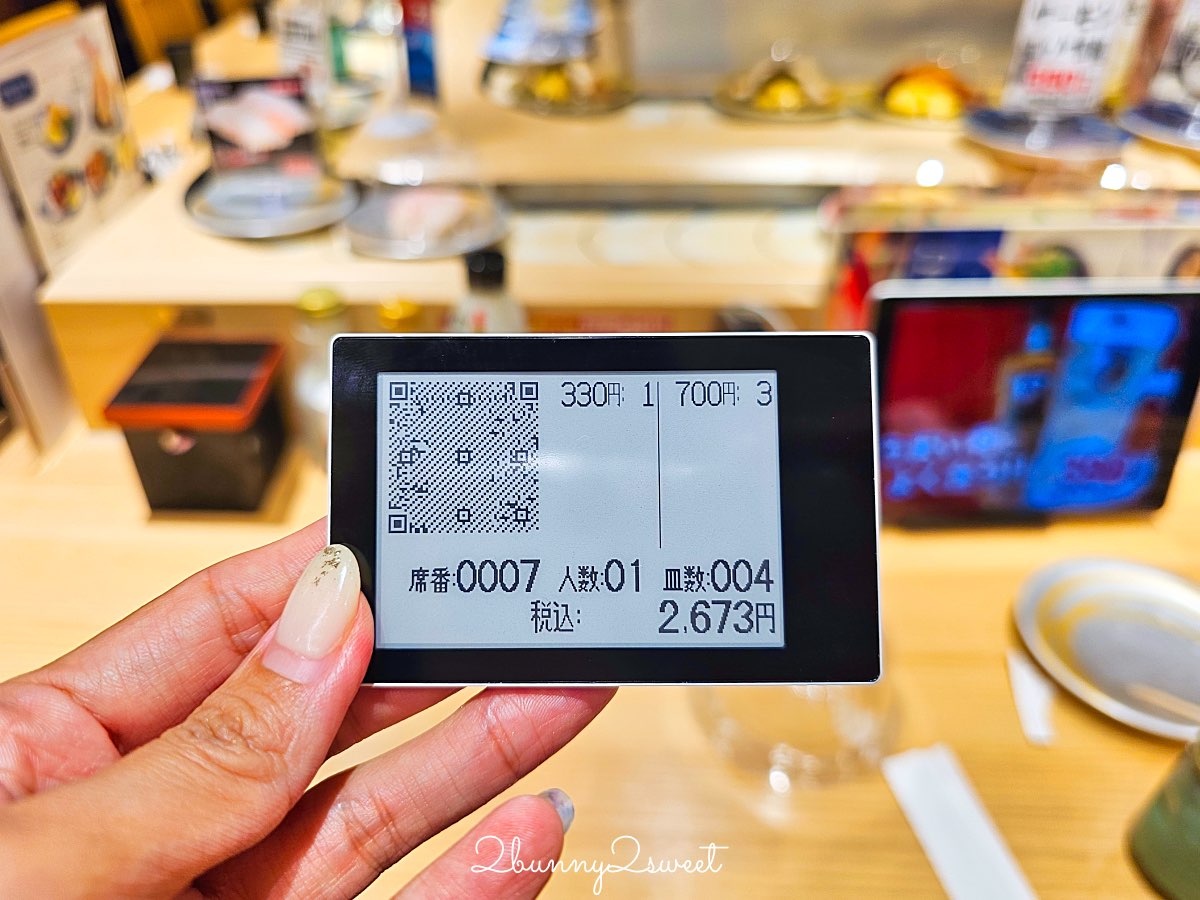 330円: 1 700円: 3
席番:0007 人数:01 皿数:004
税込: 2,673円
2bunny2sweet